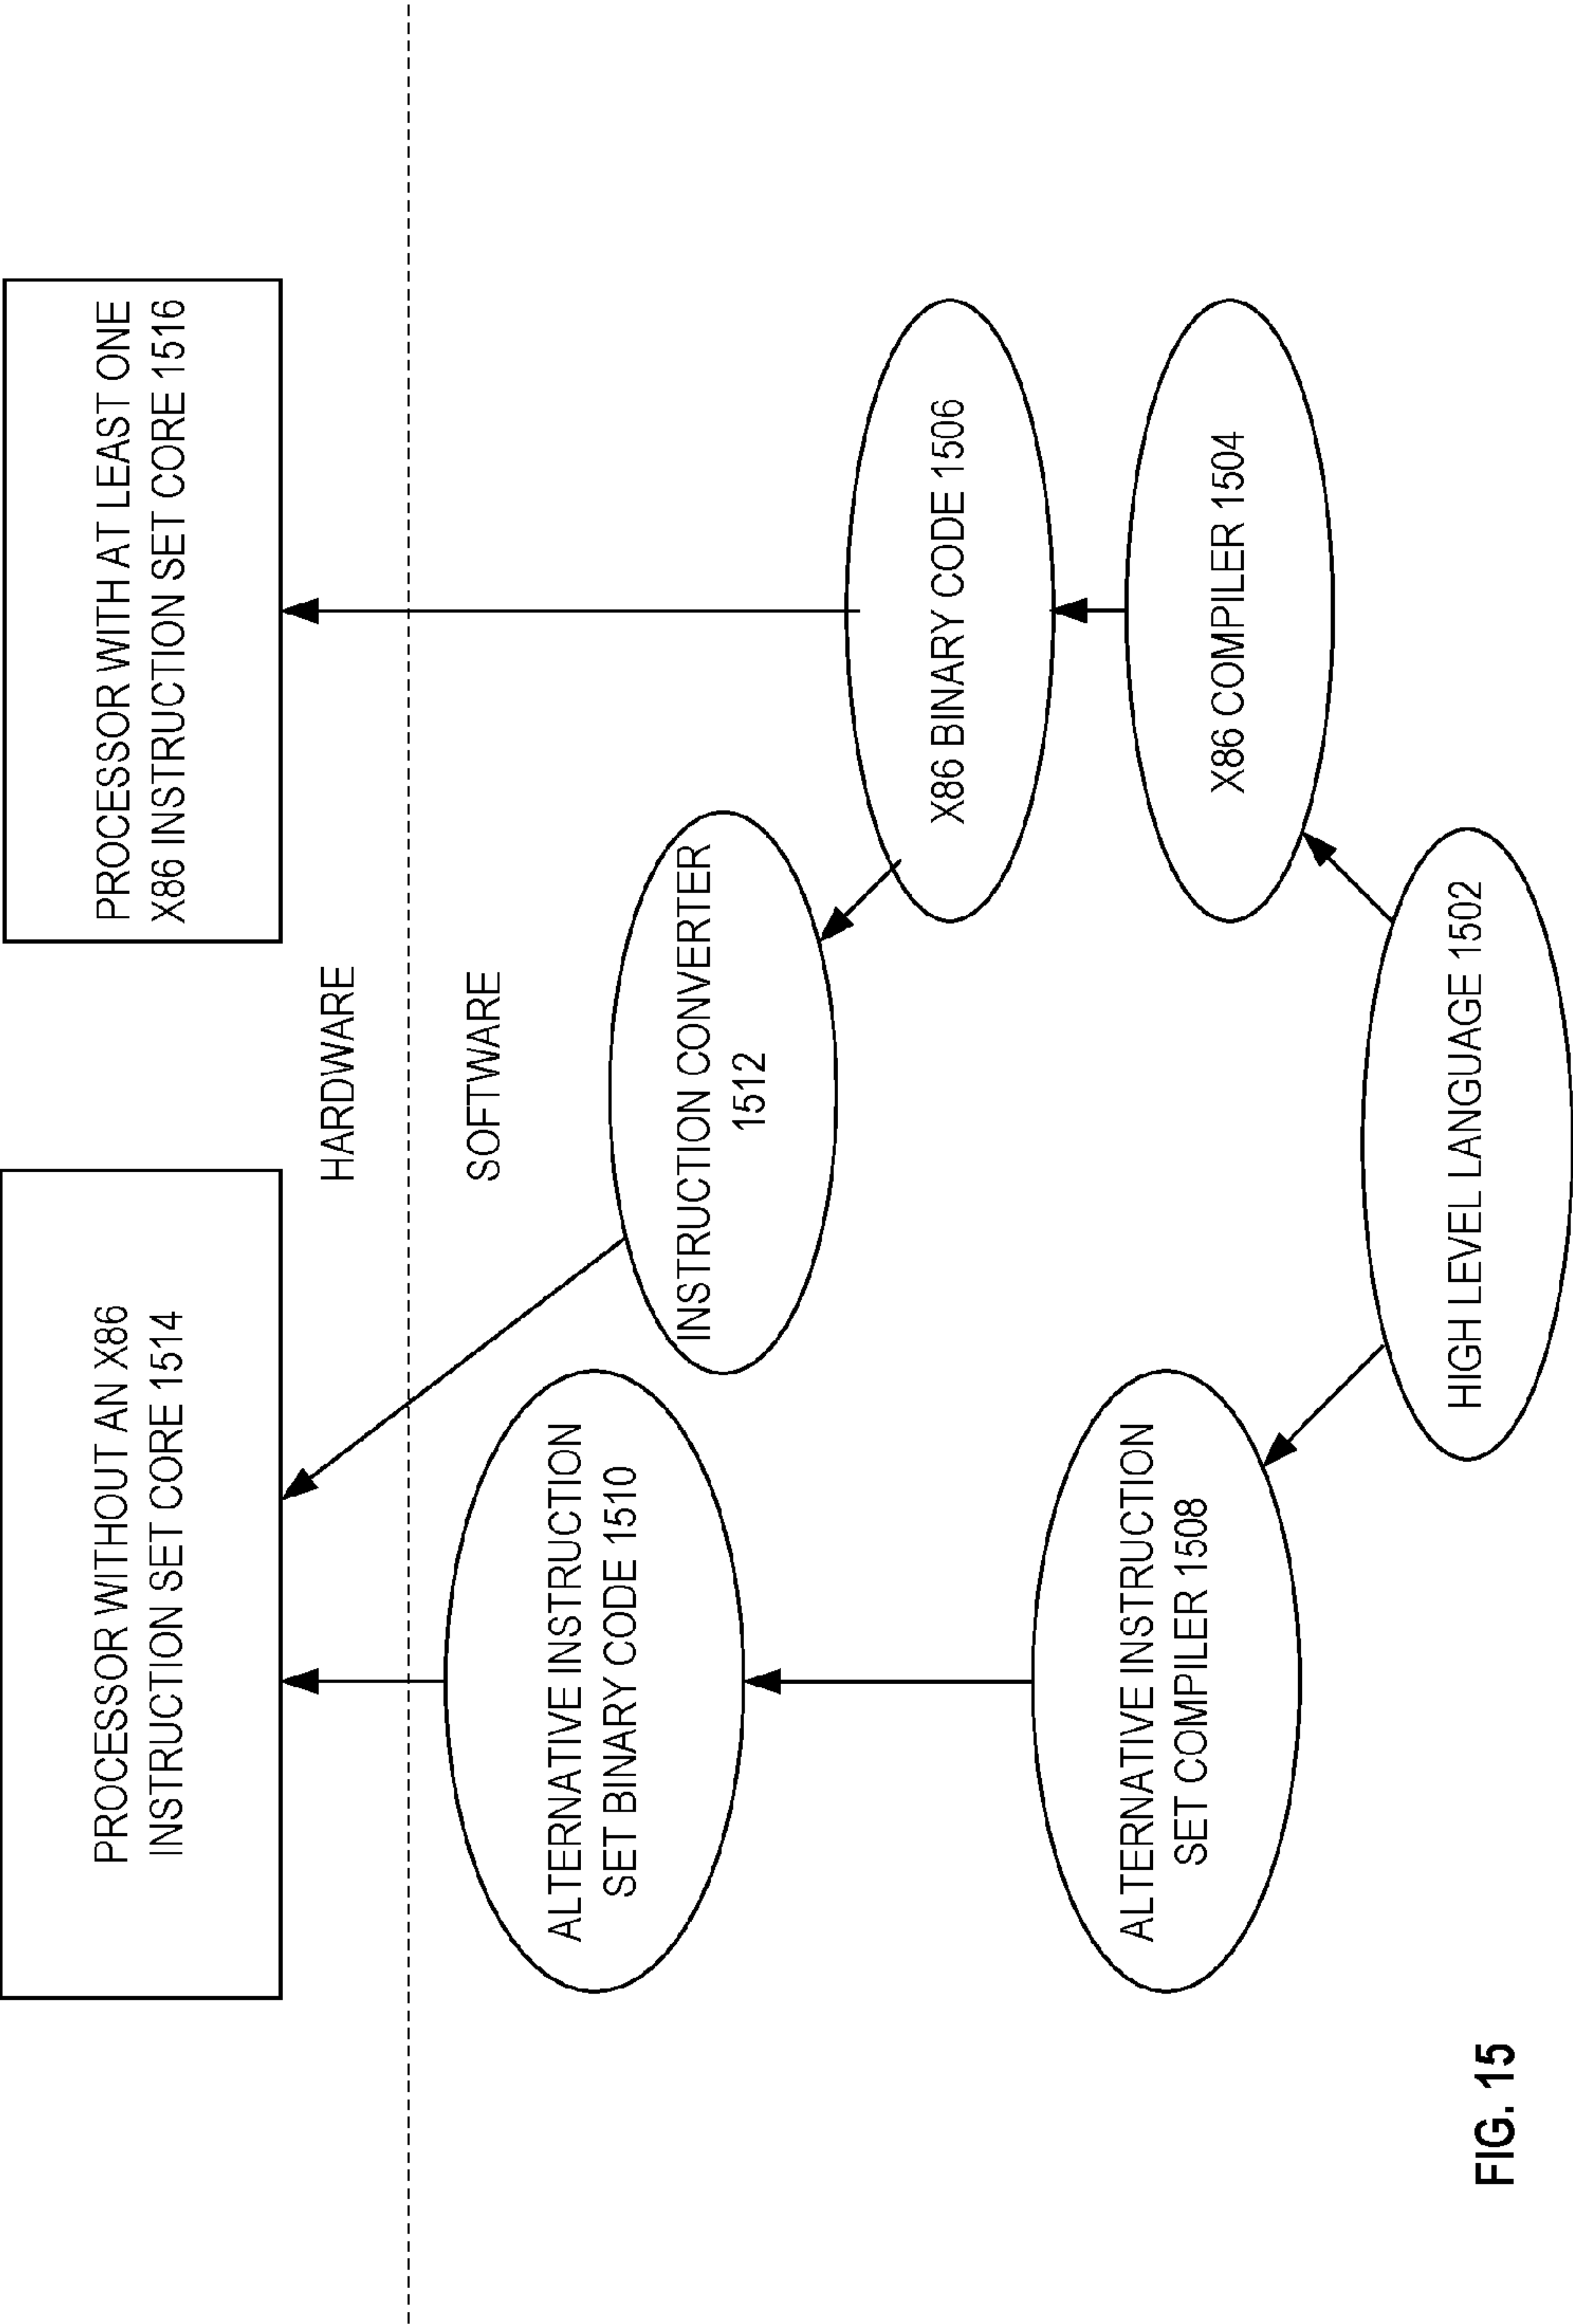 PROCESSOR WITHOUT AN X86
INSTRUCTION SET CORE 1514
PROCESSOR WITH AT LEAST ONE
X86 INSTRUCTION SET CORE 1516
HARDWARE
SOFTWARE
ALTERNATIVE INSTRUCTION
SET BINARY CODE 1510
INSTRUCTION CONVERTER
1512
X86 BINARY CODE 1506
ALTERNATIVE INSTRUCTION
SET COMPILER 1508
X86 COMPILER 1504
HIGH LEVEL LANGUAGE 1502
FIG. 15